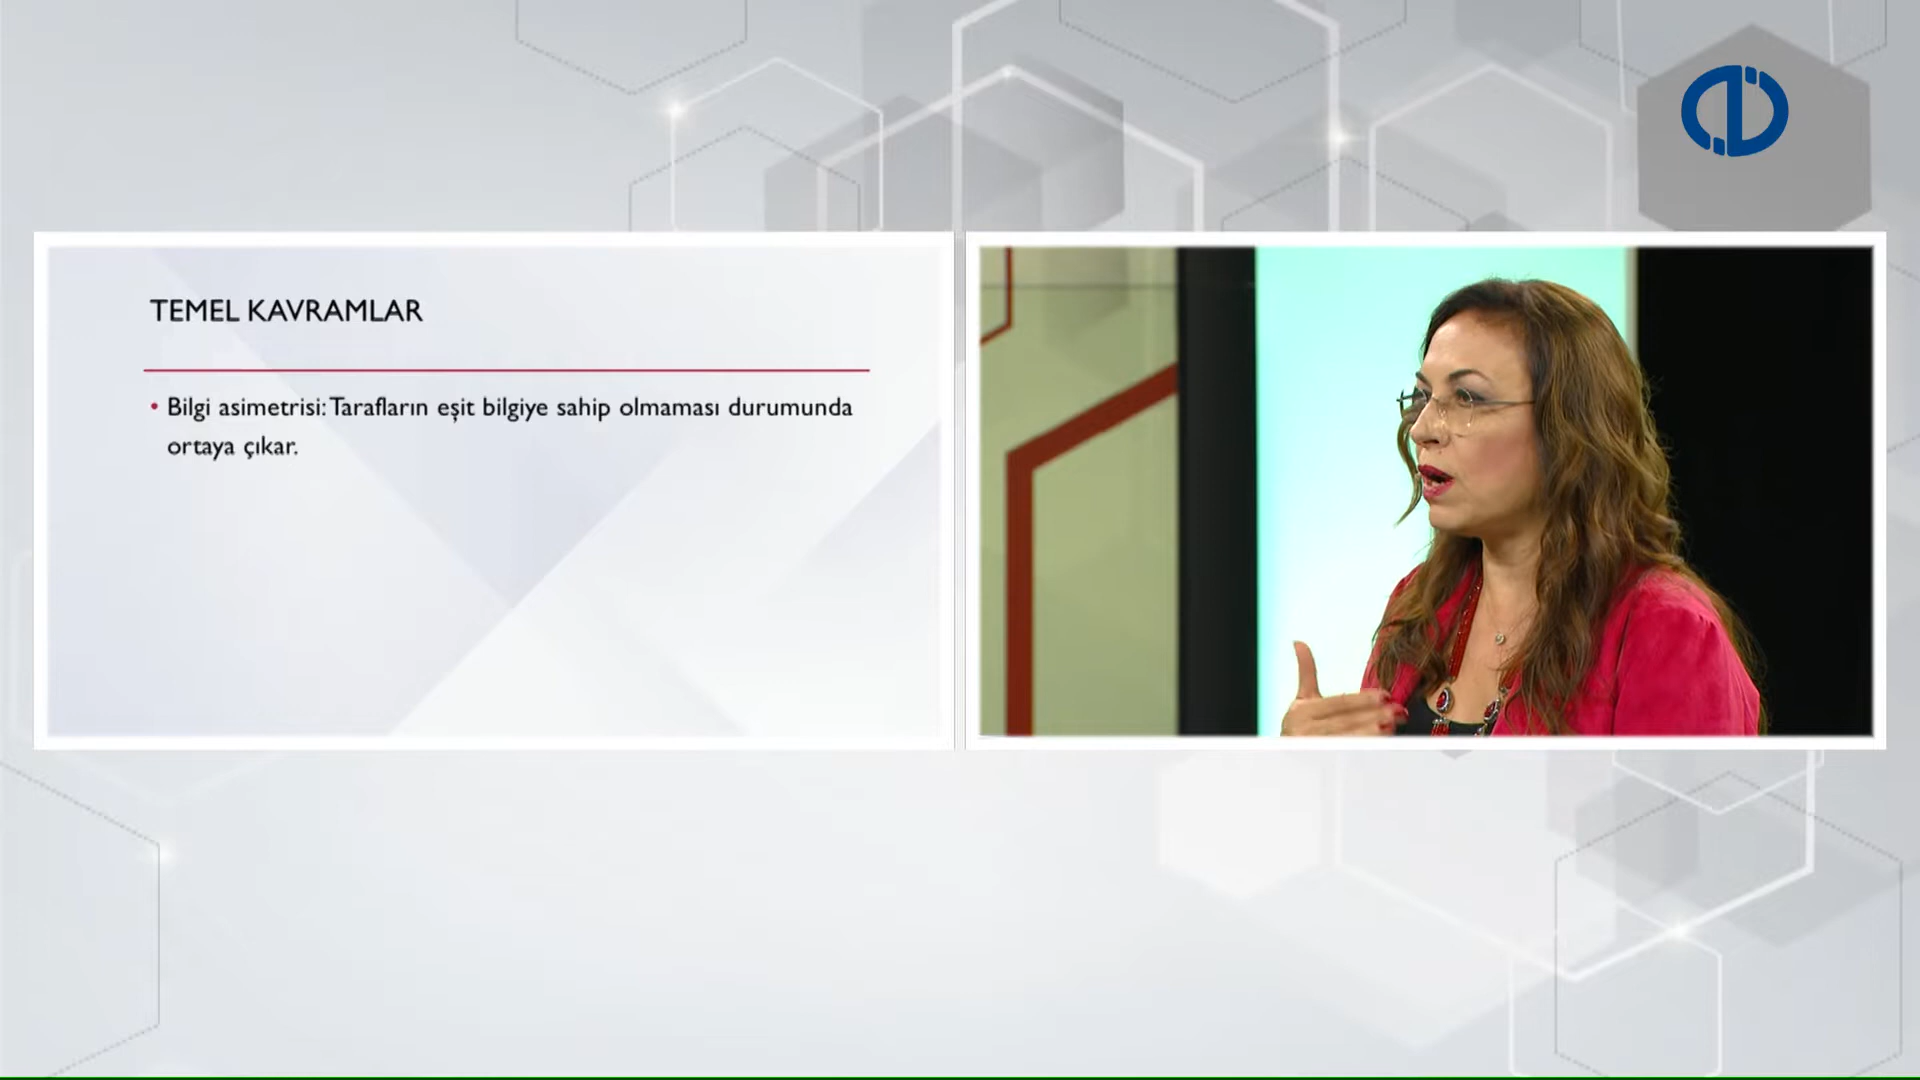 TEMEL KAVRAMLAR
• Bilgi asimetrisi: Tarafların eşit bilgiye sahip olmaması durumunda
ortaya çıkar.